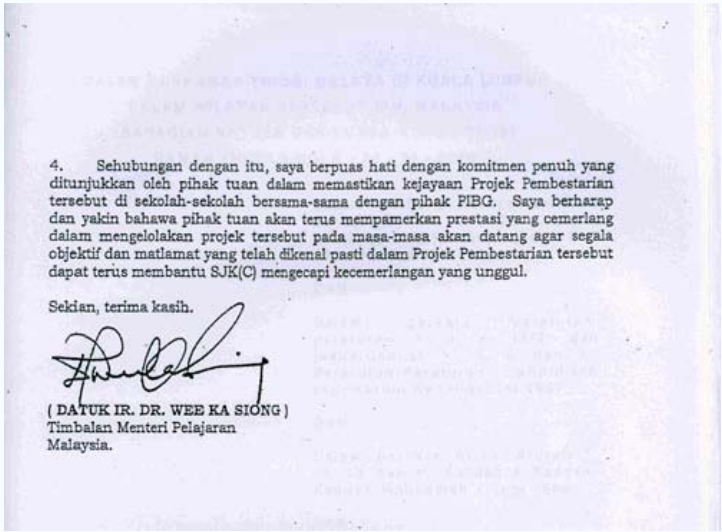 4. Sehubungan dengan itu, saya berpuas hati dengan komitmen penuh yang
ditunjukkan oleh pihak tuan dalam memastikan kejayaan Projek Pembestarian
tersebut di sekolah-sekolah bersama-sama dengan pihak PIBG. Saya berharap
dan yakin bahawa pihak tuan akan terus mempamerkan prestasi yang cemerlang
dalam mengelolakan projek tersebut pada masa-masa akan datang agar segala
objektif dan matlamat yang telah dikenal pasti dalam Projek Pembestarian tersebut
dapat terus membantu SJK(C) mengecapi kecemerlangan yang unggul.
Sekian, terima kasih.
( DATUK IR. DR. WEE KA SIONG )
Timbalan Menteri Pelajaran
Malaysia.